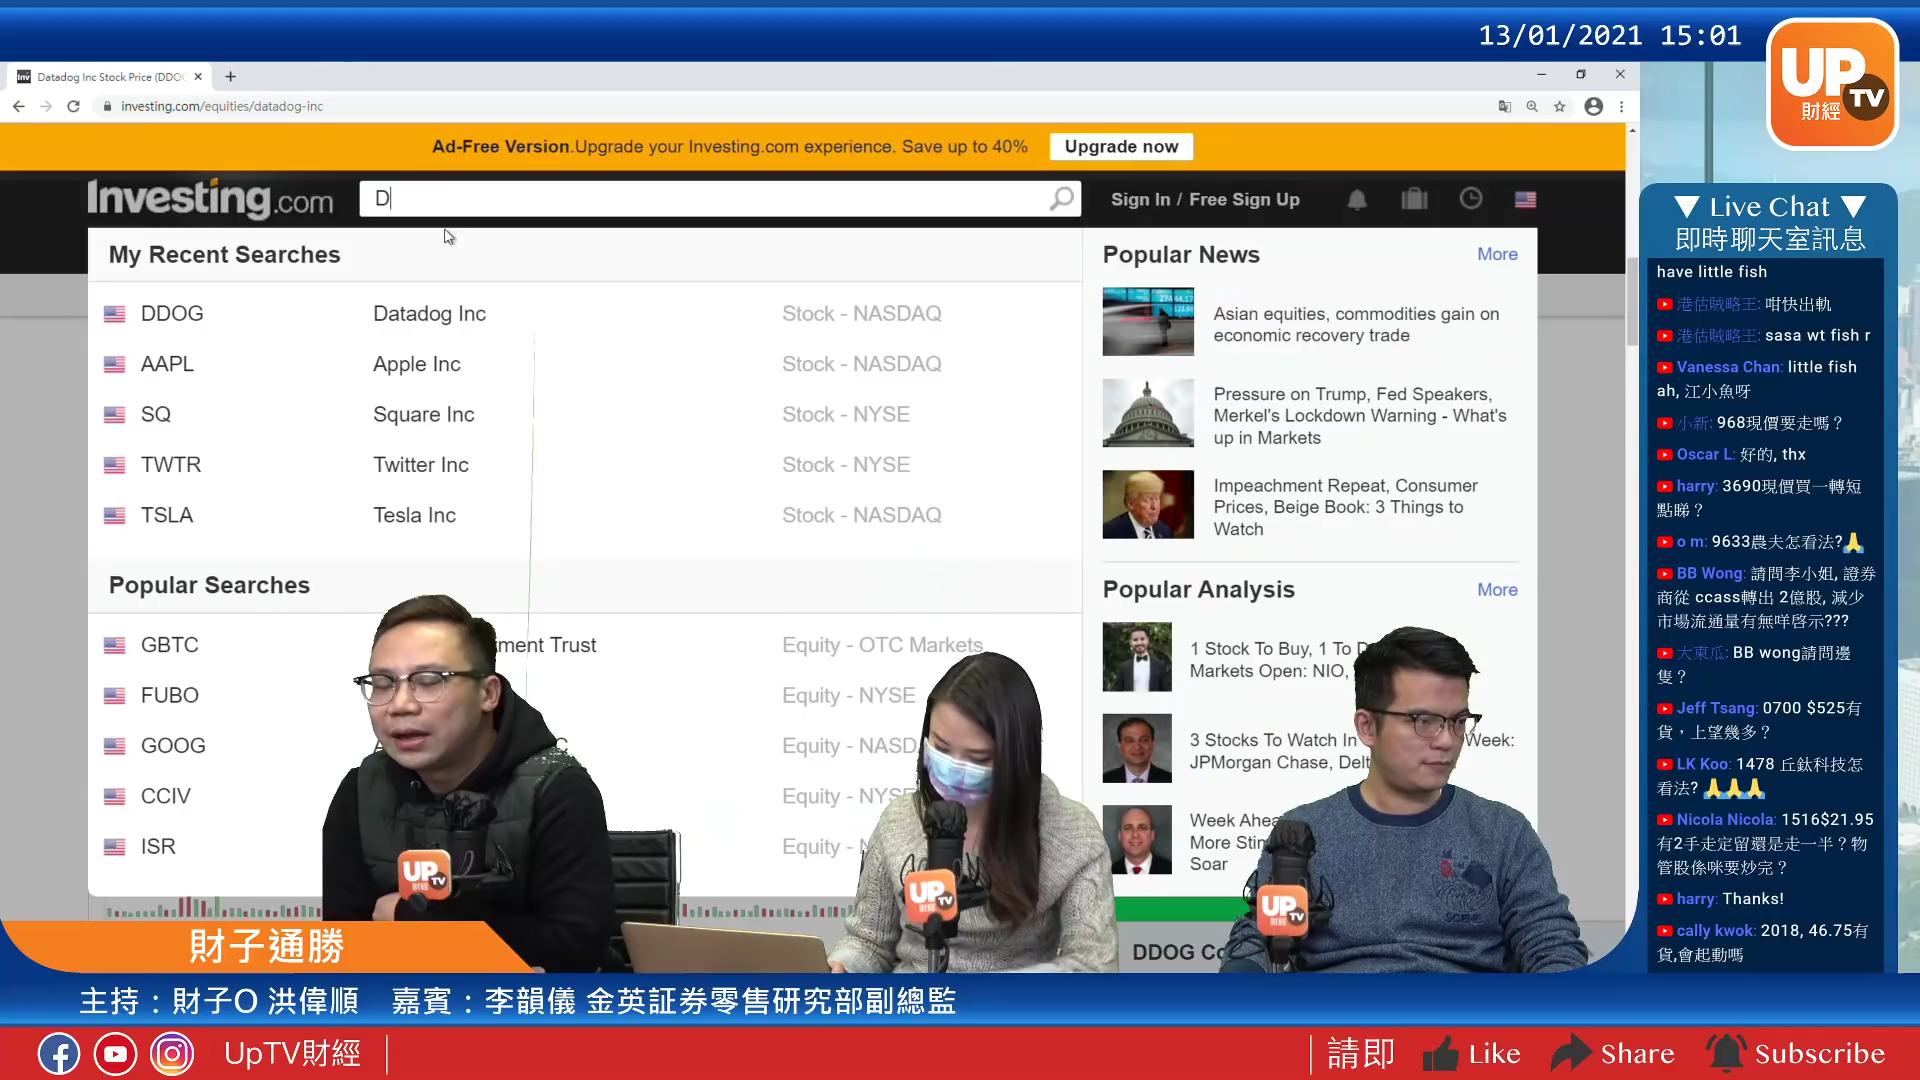 13/01/2021 15:01
UP
TV
財經
Datadog Inc Stock Price (DDO
investing.com/equities/datadog-inc
Ad-Free Version.Upgrade your Investing.com experience. Save up to 40%
Upgrade now
Investing.com
D
Sign In / Free Sign Up
My Recent Searches
DDOG Datadog Inc Stock - NASDAQ
AAPL Apple Inc Stock - NASDAQ
SQ Square Inc Stock - NYSE
TWTR Twitter Inc Stock - NYSE
TSLA Tesla Inc Stock - NASDAQ
Popular Searches
GBTC ment Trust Equity - OTC Markets
FUBO Equity - NYSE
GOOG Equity - NASD
CCIV Equity - NYS
ISR Equity -
Popular News
More
Asian equities, commodities gain on
economic recovery trade
Pressure on Trump, Fed Speakers,
Merkel's Lockdown Warning - What's
up in Markets
Impeachment Repeat, Consumer
Prices, Beige Book: 3 Things to
Watch
Popular Analysis
More
1 Stock To Buy, 1 To D
Markets Open: NIO,
3 Stocks To Watch In Week:
JPMorgan Chase, Delt
Week Ahea
More Stim
Soar
DDOG Co
▼ Live Chat ▼
即時聊天室訊息
have little fish
港估賊略王: 咁快出軌
港估賊略王: sasa wt fish r
Vanessa Chan: little fish
ah, 江小魚呀
小新: 968現價要走嗎？
Oscar L: 好的, thx
harry: 3690現價買一轉短
點睇？
o m: 9633農夫怎看法?🙏
BB Wong: 請問李小姐, 證券
商從 ccass轉出 2億股, 減少
市場流通量有無咩啓示???
大東瓜: BB wong請問邊
隻？
Jeff Tsang: 0700 $525有
貨，上望幾多？
LK Koo: 1478 丘鈦科技怎
看法? 🙏🙏🙏
Nicola Nicola: 1516$21.95
有2手走定留還是走一半？物
管股係咪要炒完？
harry: Thanks!
cally kwok: 2018, 46.75有
貨,會起動嗎
UP TV
UP TV
UP TV
財子通勝
主持：財子O 洪偉順 嘉賓：李韻儀 金英証券零售研究部副總監
UpTV財經
請即 Like Share Subscribe